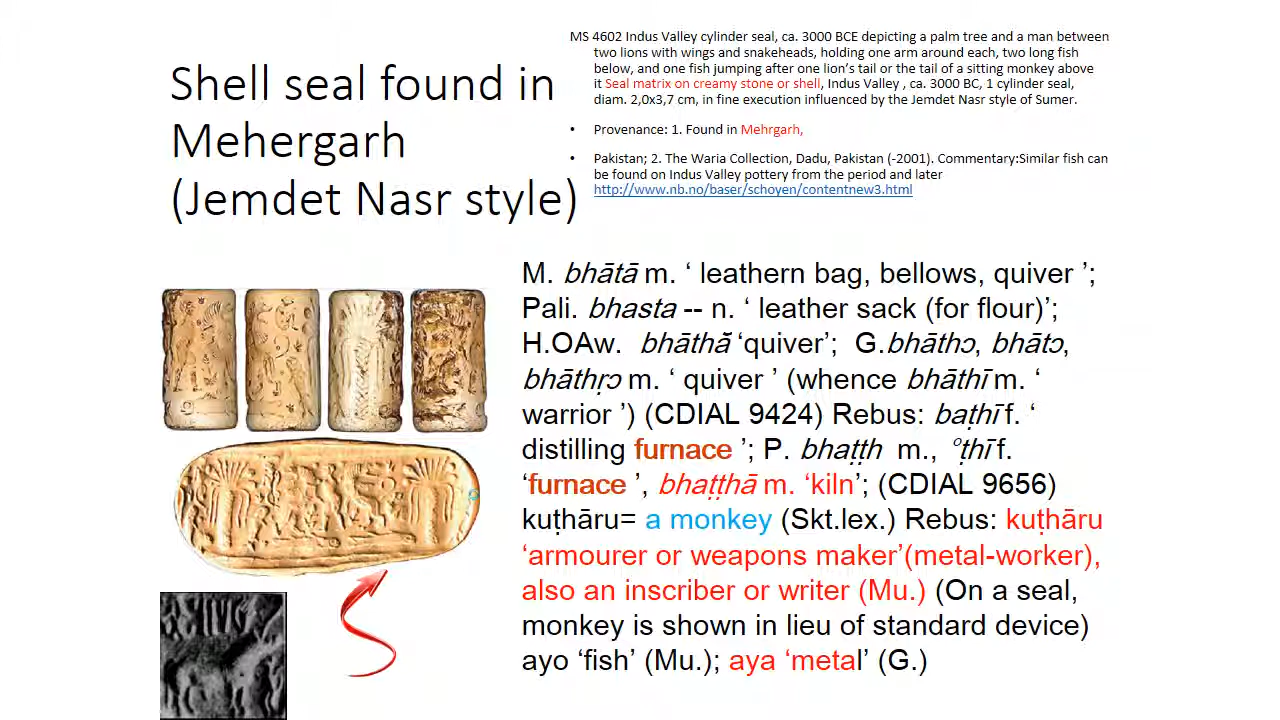 Shell seal found in
Mehergarh
(Jemdet Nasr style)
MS 4602 Indus Valley cylinder seal, ca. 3000 BCE depicting a palm tree and a man between
two lions with wings and snakeheads, holding one arm around each, two long fish
below, and one fish jumping after one lion's tail or the tail of a sitting monkey above
it Seal matrix on creamy stone or shell, Indus Valley , ca. 3000 BC, 1 cylinder seal,
diam. 2,0x3,7 cm, in fine execution influenced by the Jemdet Nasr style of Sumer.
• Provenance: 1. Found in Mehrgarh,
• Pakistan; 2. The Waria Collection, Dadu, Pakistan (-2001). Commentary:Similar fish can
be found on Indus Valley pottery from the period and later
http://www.nb.no/baser/schoyen/contentnew3.html
M. bhātā m. ‘ leathern bag, bellows, quiver ’;
Pali. bhasta -- n. ‘ leather sack (for flour)’;
H.OAw. bhāthā̆ ‘quiver’; G.bhāthɔ, bhātɔ,
bhāthṛɔ m. ‘ quiver ’ (whence bhāthī m. ‘
warrior ’) (CDIAL 9424) Rebus: baṭhī f. ‘
distilling furnace ’; P. bhaṭṭh m., °ṭhī f.
‘furnace ’, bhaṭṭhā m. ‘kiln’; (CDIAL 9656)
kuṭhāru= a monkey (Skt.lex.) Rebus: kuṭhāru
‘armourer or weapons maker’(metal-worker),
also an inscriber or writer (Mu.) (On a seal,
monkey is shown in lieu of standard device)
ayo ‘fish’ (Mu.); aya ‘metal’ (G.)